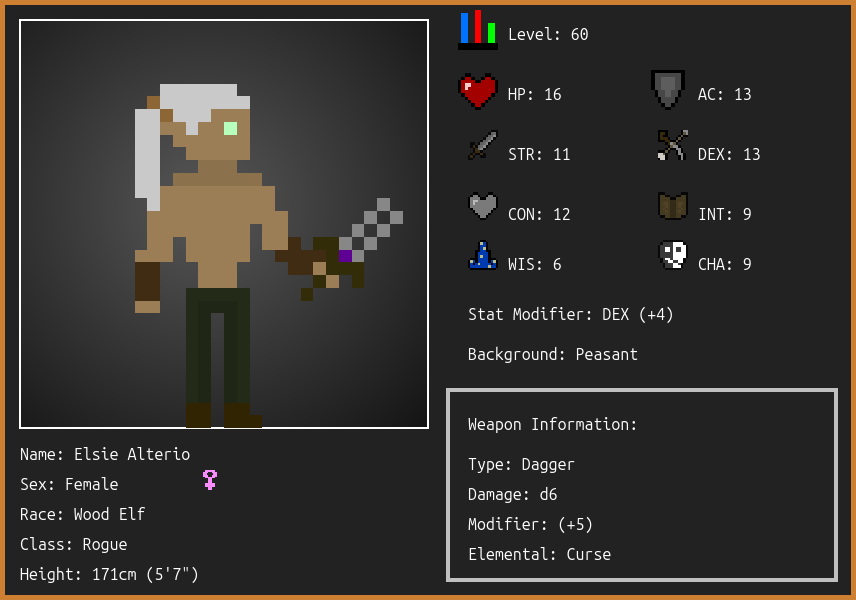 Level: 60
HP: 16
AC: 13
STR: 11
DEX: 13
CON: 12
INT: 9
WIS: 6
CHA: 9
Stat Modifier: DEX (+4)
Background: Peasant
Weapon Information:
Type: Dagger
Damage: d6
Modifier: (+5)
Elemental: Curse
Name: Elsie Alterio
Sex: Female
Race: Wood Elf
Class: Rogue
Height: 171cm (5'7")